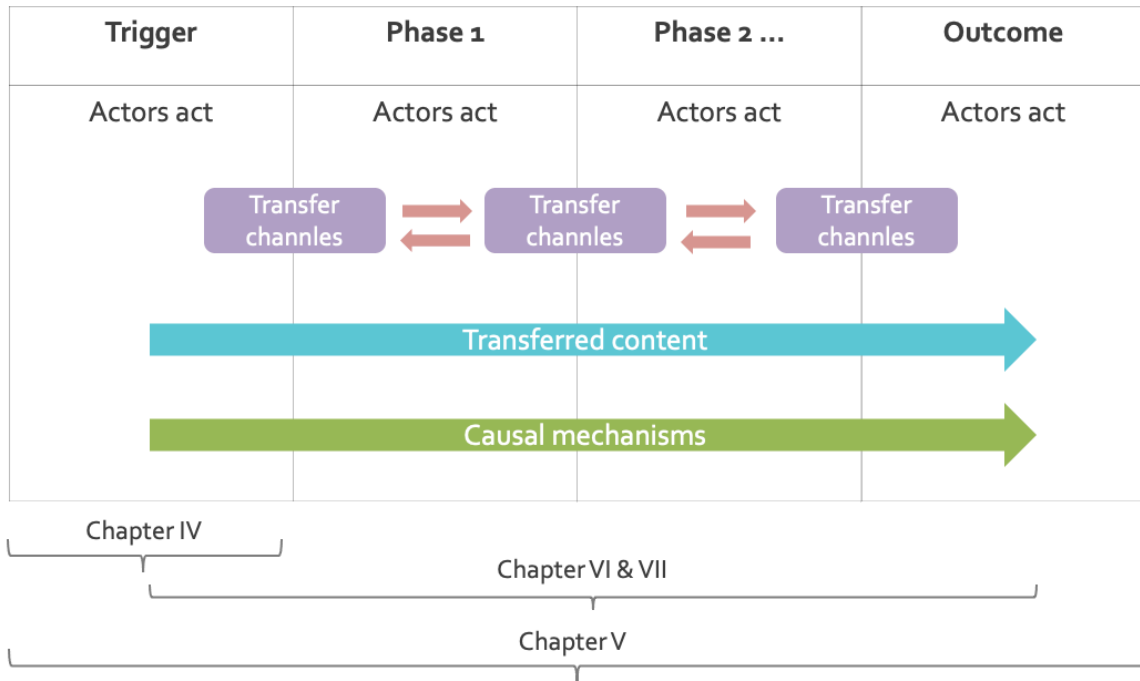 Trigger Phase 1 Phase 2 ... Outcome
Actors act Actors act Actors act Actors act
Transfer Transfer Transfer
channles channles channles
Transferred content
Causal mechanisms
Chapter IV
Chapter VI & VII
Chapter V